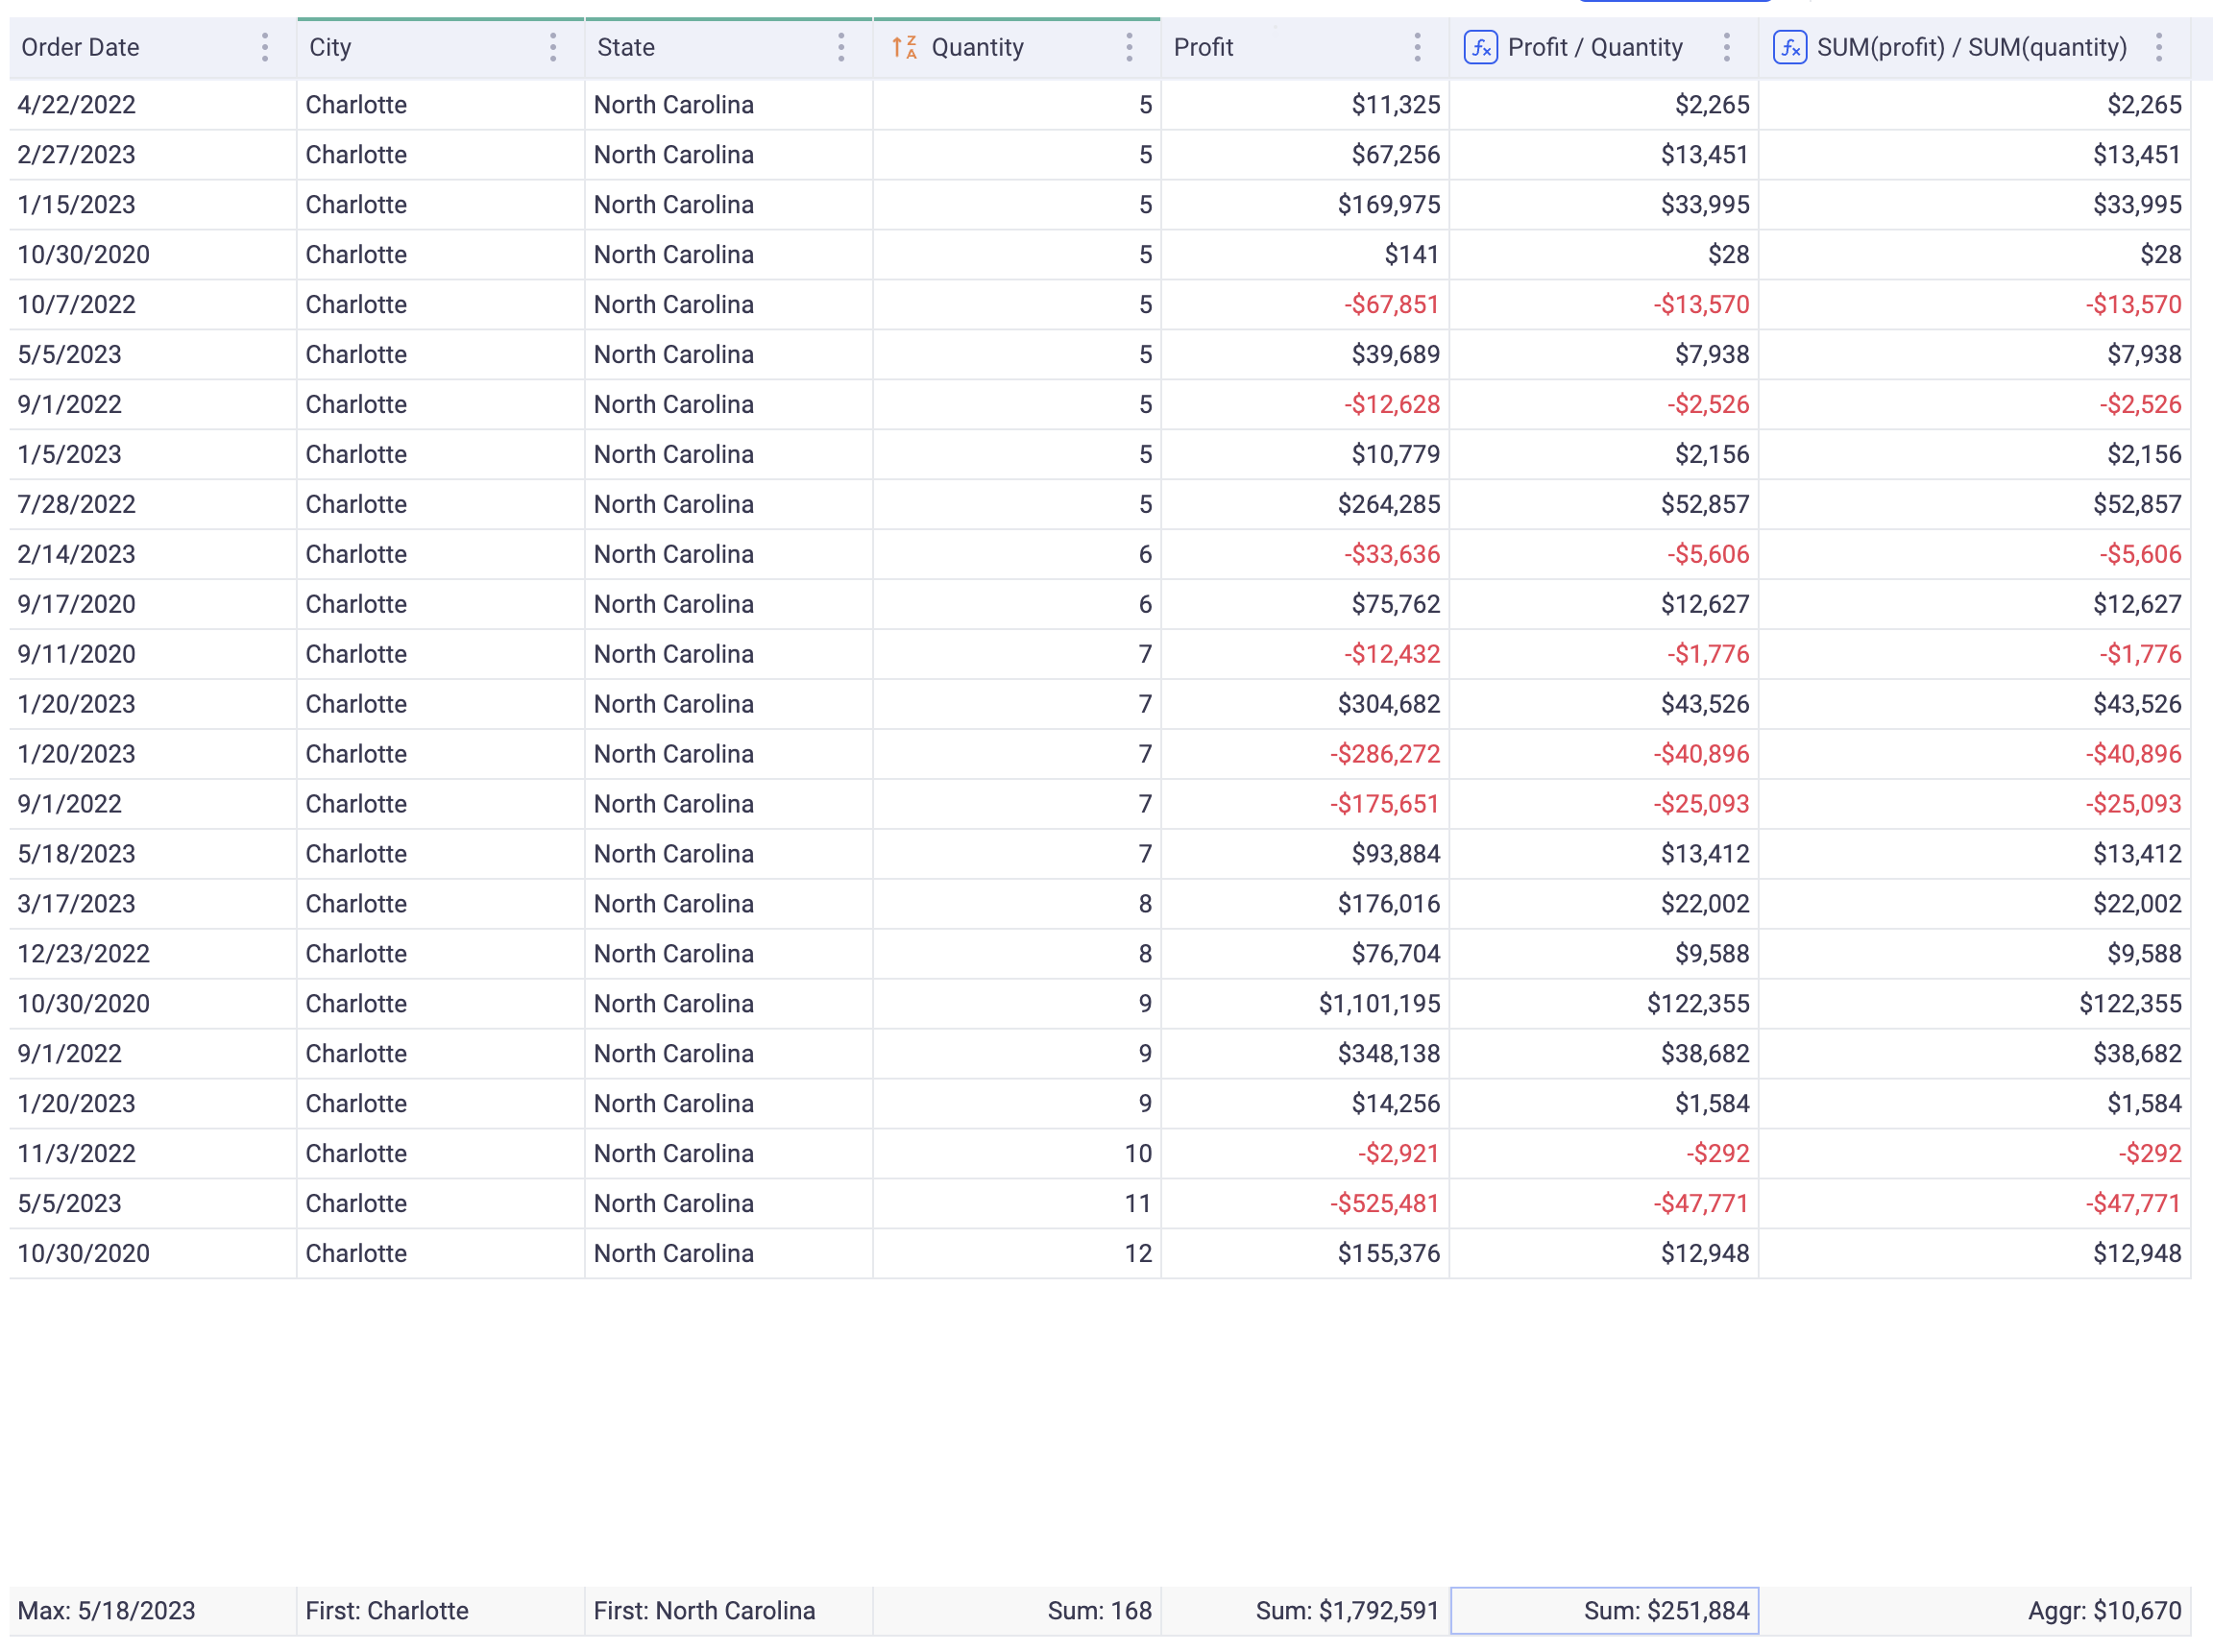 Order Date City State Quantity Profit fx Profit / Quantity fx SUM(profit) / SUM(quantity)
4/22/2022 Charlotte North Carolina 5 $11,325 $2,265 $2,265
2/27/2023 Charlotte North Carolina 5 $67,256 $13,451 $13,451
1/15/2023 Charlotte North Carolina 5 $169,975 $33,995 $33,995
10/30/2020 Charlotte North Carolina 5 $141 $28 $28
10/7/2022 Charlotte North Carolina 5 -$67,851 -$13,570 -$13,570
5/5/2023 Charlotte North Carolina 5 $39,689 $7,938 $7,938
9/1/2022 Charlotte North Carolina 5 -$12,628 -$2,526 -$2,526
1/5/2023 Charlotte North Carolina 5 $10,779 $2,156 $2,156
7/28/2022 Charlotte North Carolina 5 $264,285 $52,857 $52,857
2/14/2023 Charlotte North Carolina 6 -$33,636 -$5,606 -$5,606
9/17/2020 Charlotte North Carolina 6 $75,762 $12,627 $12,627
9/11/2020 Charlotte North Carolina 7 -$12,432 -$1,776 -$1,776
1/20/2023 Charlotte North Carolina 7 $304,682 $43,526 $43,526
1/20/2023 Charlotte North Carolina 7 -$286,272 -$40,896 -$40,896
9/1/2022 Charlotte North Carolina 7 -$175,651 -$25,093 -$25,093
5/18/2023 Charlotte North Carolina 7 $93,884 $13,412 $13,412
3/17/2023 Charlotte North Carolina 8 $176,016 $22,002 $22,002
12/23/2022 Charlotte North Carolina 8 $76,704 $9,588 $9,588
10/30/2020 Charlotte North Carolina 9 $1,101,195 $122,355 $122,355
9/1/2022 Charlotte North Carolina 9 $348,138 $38,682 $38,682
1/20/2023 Charlotte North Carolina 9 $14,256 $1,584 $1,584
11/3/2022 Charlotte North Carolina 10 -$2,921 -$292 -$292
5/5/2023 Charlotte North Carolina 11 -$525,481 -$47,771 -$47,771
10/30/2020 Charlotte North Carolina 12 $155,376 $12,948 $12,948
Max: 5/18/2023 First: Charlotte First: North Carolina Sum: 168 Sum: $1,792,591 Sum: $251,884 Aggr: $10,670